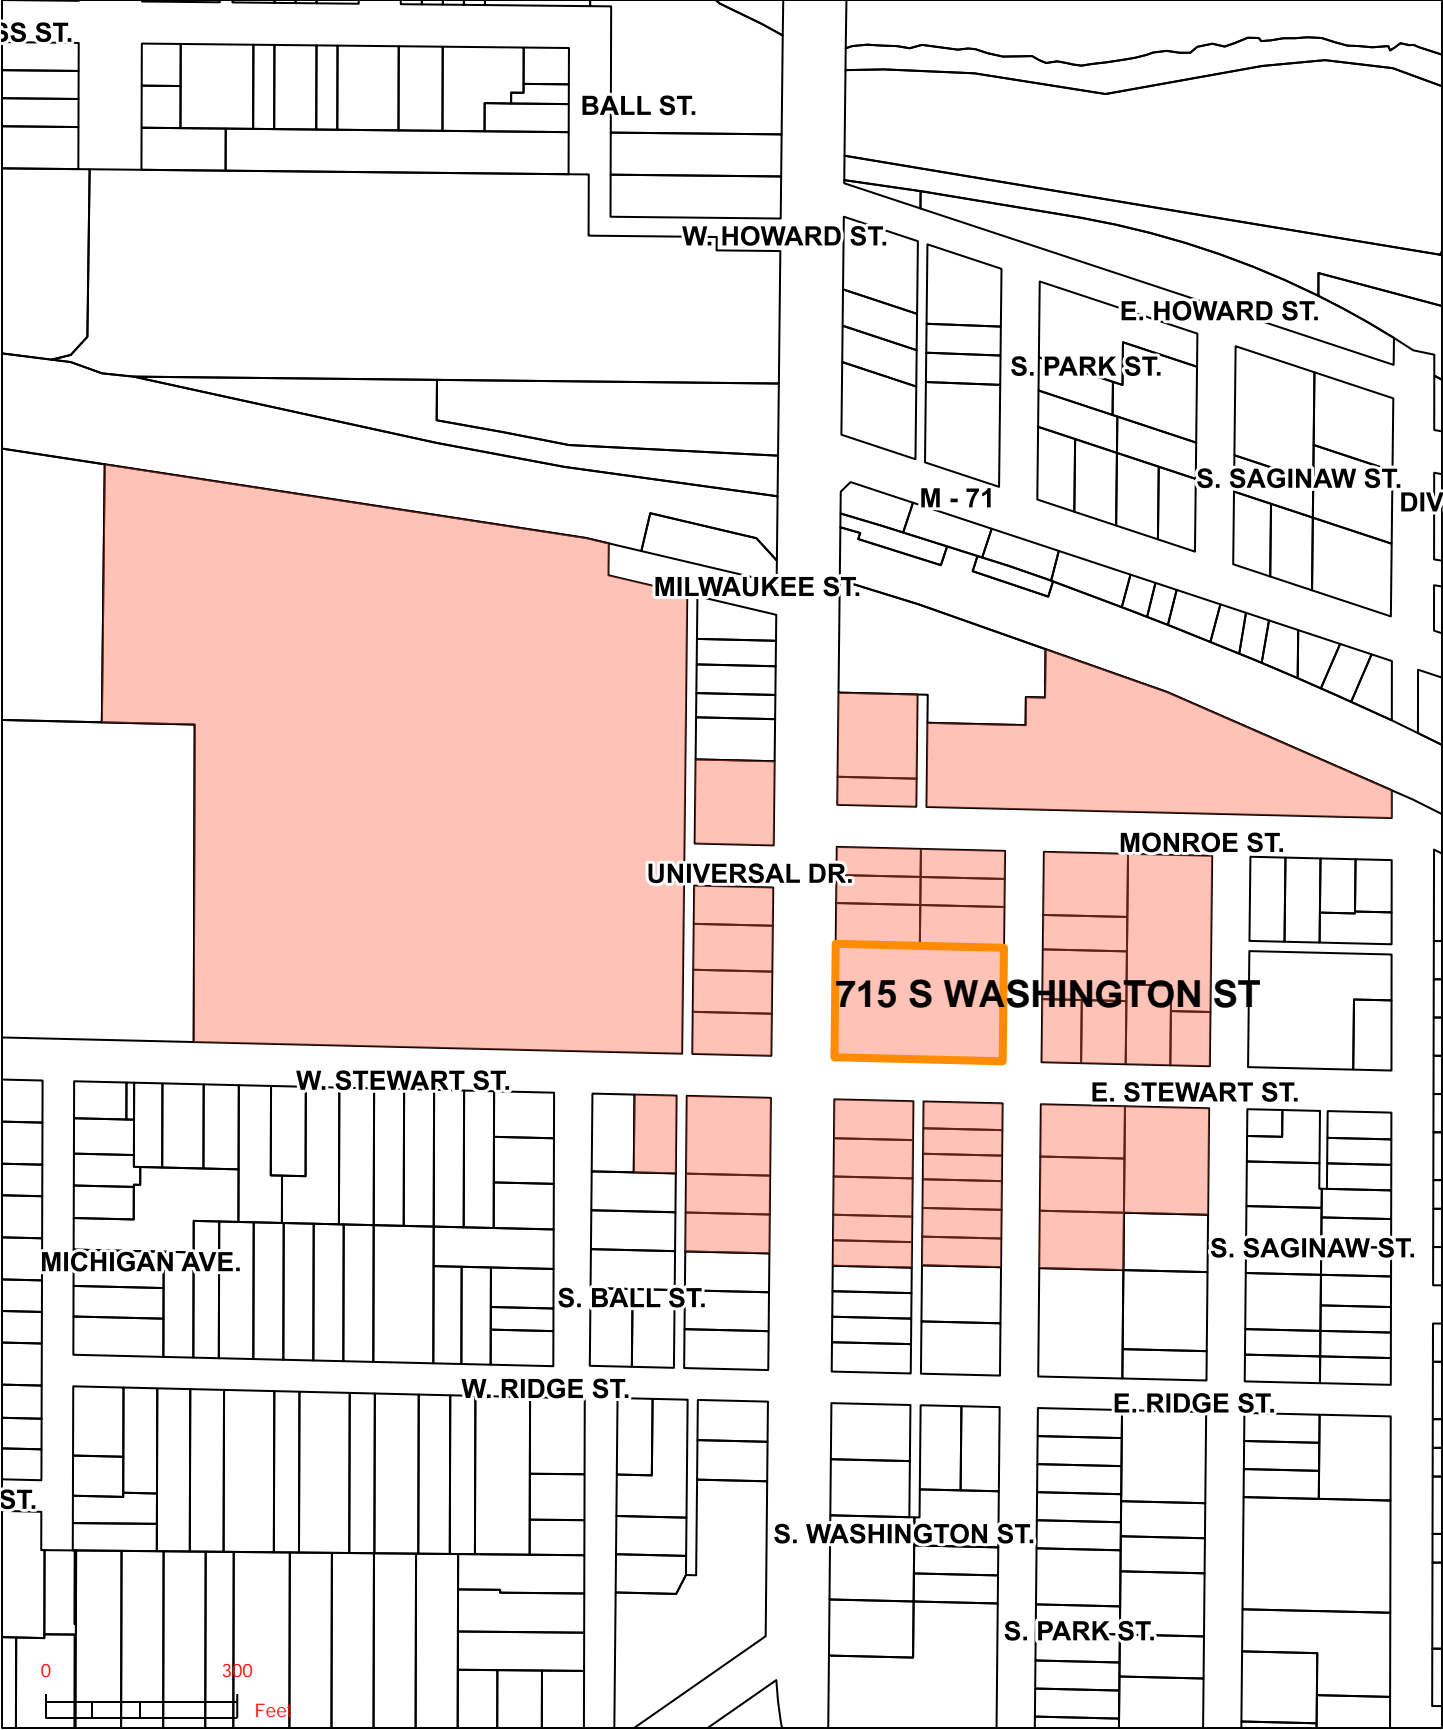 SS ST.
BALL ST.
W. HOWARD ST.
E. HOWARD ST.
S. PARK ST.
S. SAGINAW ST.
M - 71
DIV
MILWAUKEE ST.
MONROE ST.
UNIVERSAL DR.
715 S WASHINGTON ST
W. STEWART ST.
E. STEWART ST.
S. SAGINAW ST.
MICHIGAN AVE.
S. BALL ST.
W. RIDGE ST.
E. RIDGE ST.
ST.
S. WASHINGTON ST.
S. PARK ST.
0 300
Feet